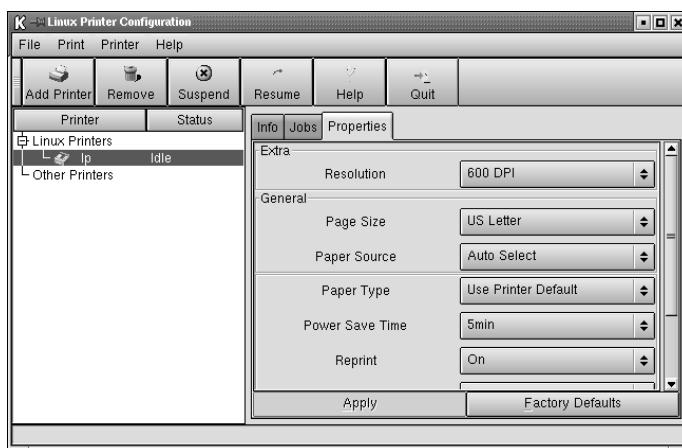 Linux Printer Configuration
File Print Printer Help
Add Printer Remove Suspend Resume Help Quit
Printer Status
Linux Printers
lp Idle
Other Printers
Info Jobs Properties
Extra
Resolution 600 DPI
General
Page Size US Letter
Paper Source Auto Select
Paper Type Use Printer Default
Power Save Time 5min
Reprint On
Apply Factory Defaults